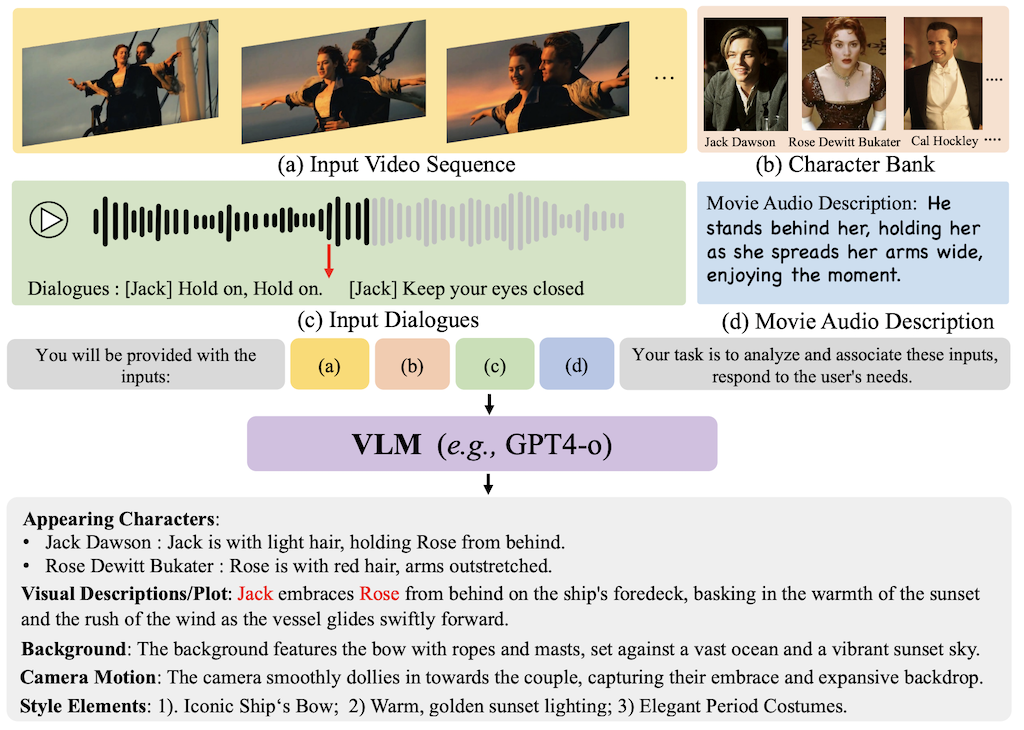 ...
....
Jack Dawson Rose Dewitt Bukater Cal Hockley ....
(a) Input Video Sequence
(b) Character Bank
Dialogues : [Jack] Hold on, Hold on. [Jack] Keep your eyes closed
(c) Input Dialogues
Movie Audio Description: He
stands behind her, holding her
as she spreads her arms wide,
enjoying the moment.
(d) Movie Audio Description
You will be provided with the
inputs:
(a)
(b)
(c)
(d)
Your task is to analyze and associate these inputs,
respond to the user's needs.
VLM (e.g., GPT4-o)
Appearing Characters:
• Jack Dawson : Jack is with light hair, holding Rose from behind.
• Rose Dewitt Bukater : Rose is with red hair, arms outstretched.
Visual Descriptions/Plot: Jack embraces Rose from behind on the ship's foredeck, basking in the warmth of the sunset
and the rush of the wind as the vessel glides swiftly forward.
Background: The background features the bow with ropes and masts, set against a vast ocean and a vibrant sunset sky.
Camera Motion: The camera smoothly dollies in towards the couple, capturing their embrace and expansive backdrop.
Style Elements: 1). Iconic Ship‘s Bow; 2) Warm, golden sunset lighting; 3) Elegant Period Costumes.